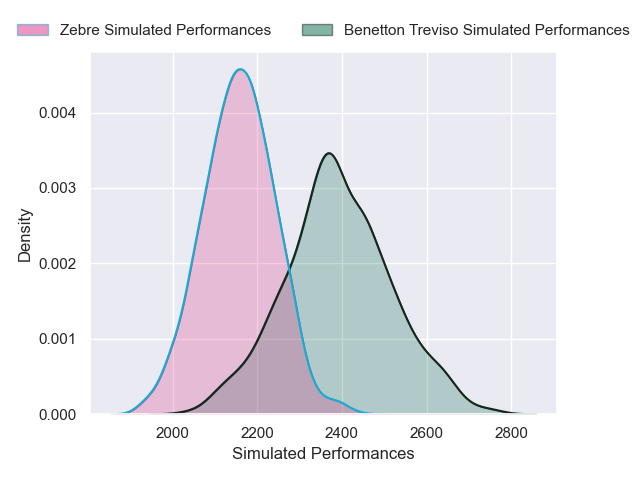 Zebre Simulated Performances Benetton Treviso Simulated Performances
0.004
0.003
0.002
0.001
0.000
Density
2000 2200 2400 2600 2800
Simulated Performances